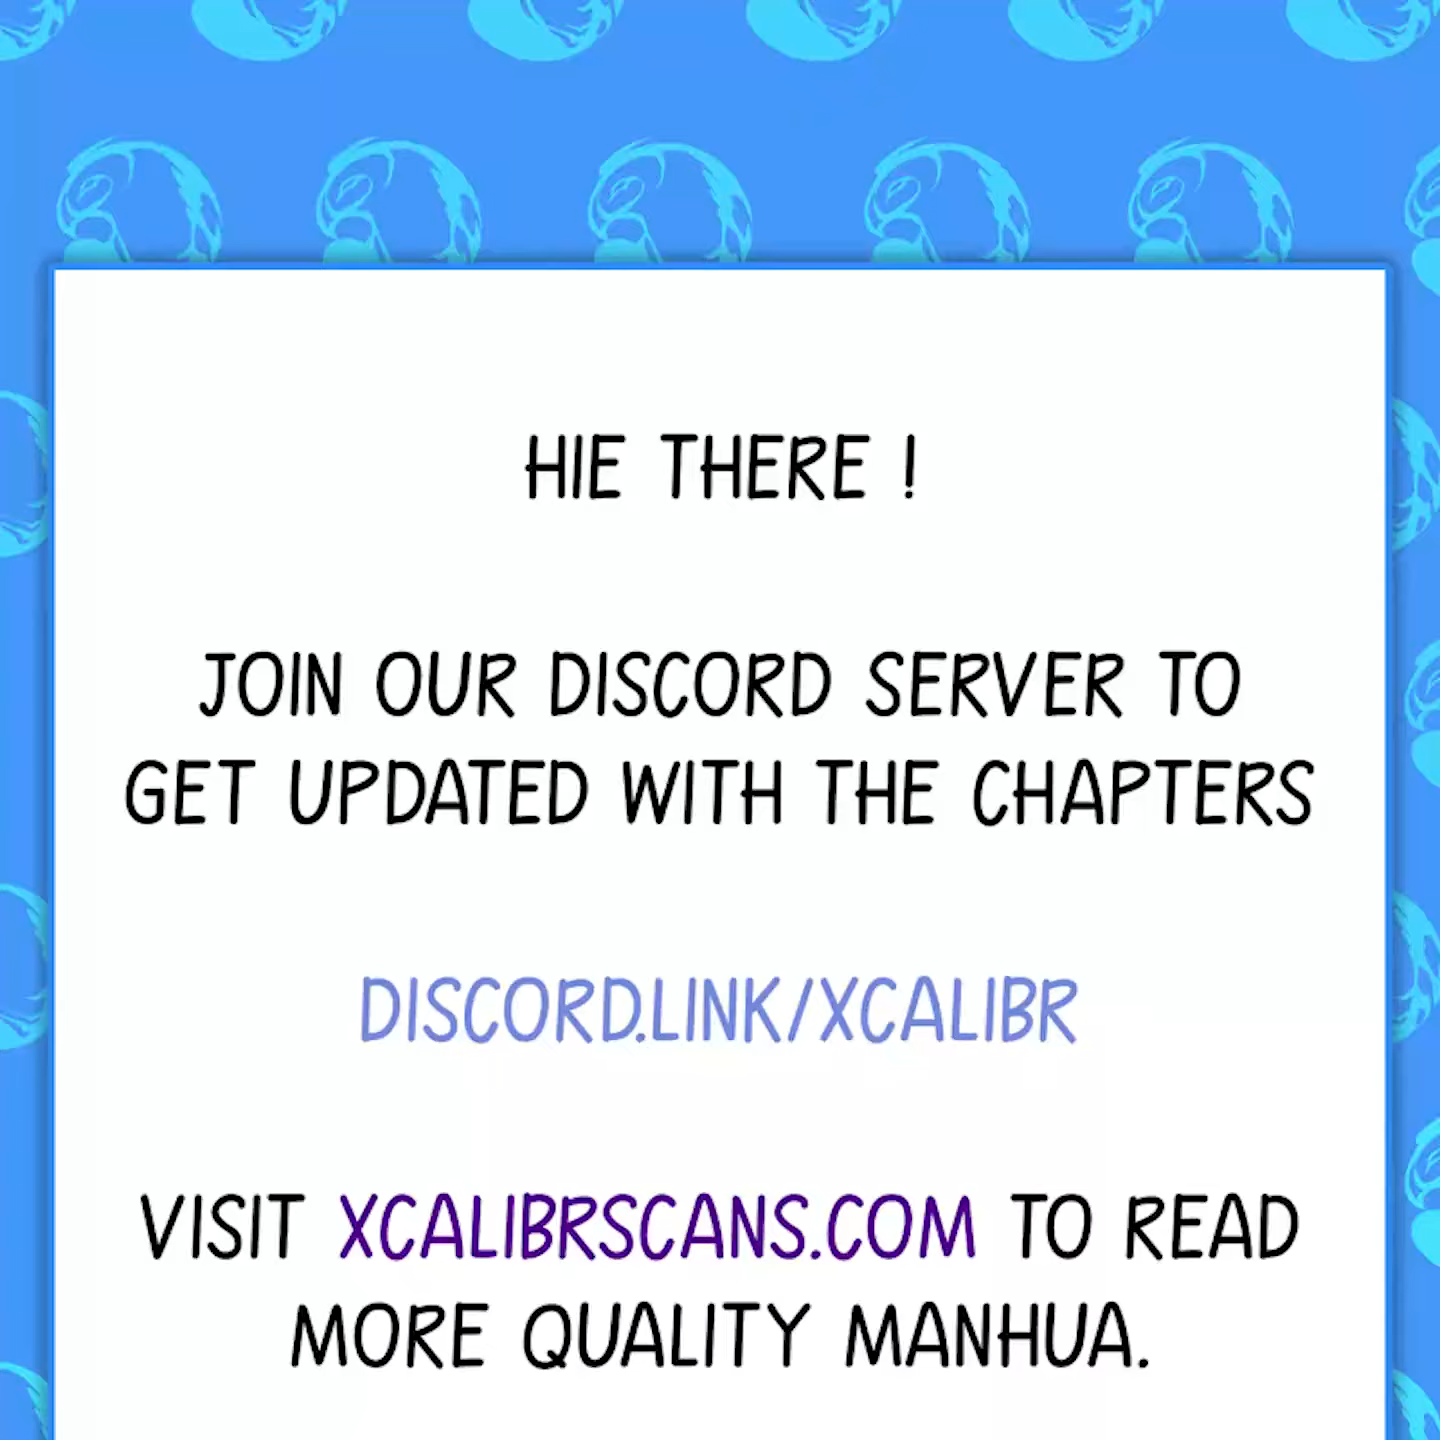 HIE THERE !
JOIN OUR DISCORD SERVER TO
GET UPDATED WITH THE CHAPTERS
DISCORD.LINK/XCALIBR
VISIT XCALIBRSCANS.COM TO READ
MORE QUALITY MANHUA.